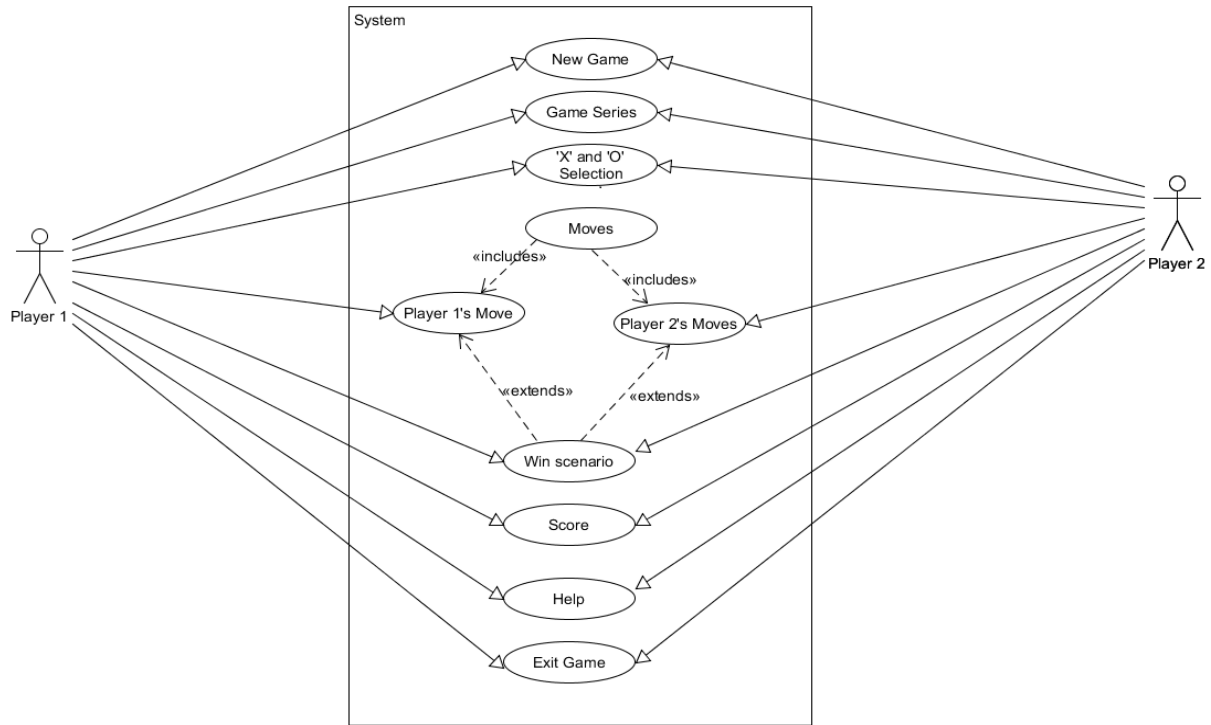 System
New Game
Game Series
'X' and 'O'
Selection
Moves
«includes»
«includes»
Player 1
Player 2
Player 1's Move
Player 2's Moves
«extends»
«extends»
Win scenario
Score
Help
Exit Game